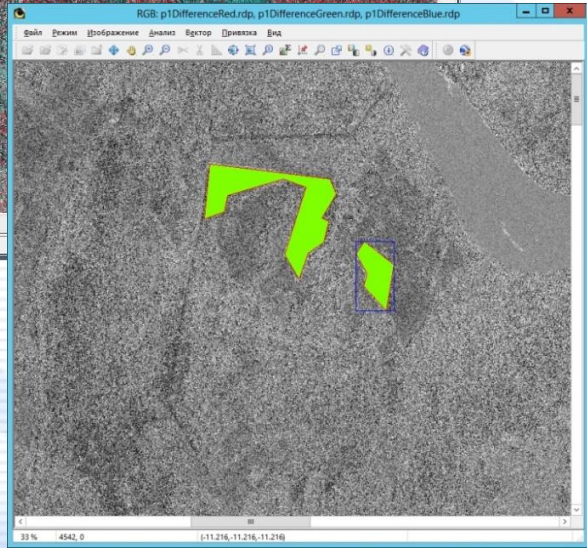 RGB: p1DifferenceRed.rdp, p1DifferenceGreen.rdp, p1DifferenceBlue.rdp
Файл Режим Изображение Анализ Вектор Привязка Вид
33 % 4542, 0 (-11.216,-11.216,-11.216)